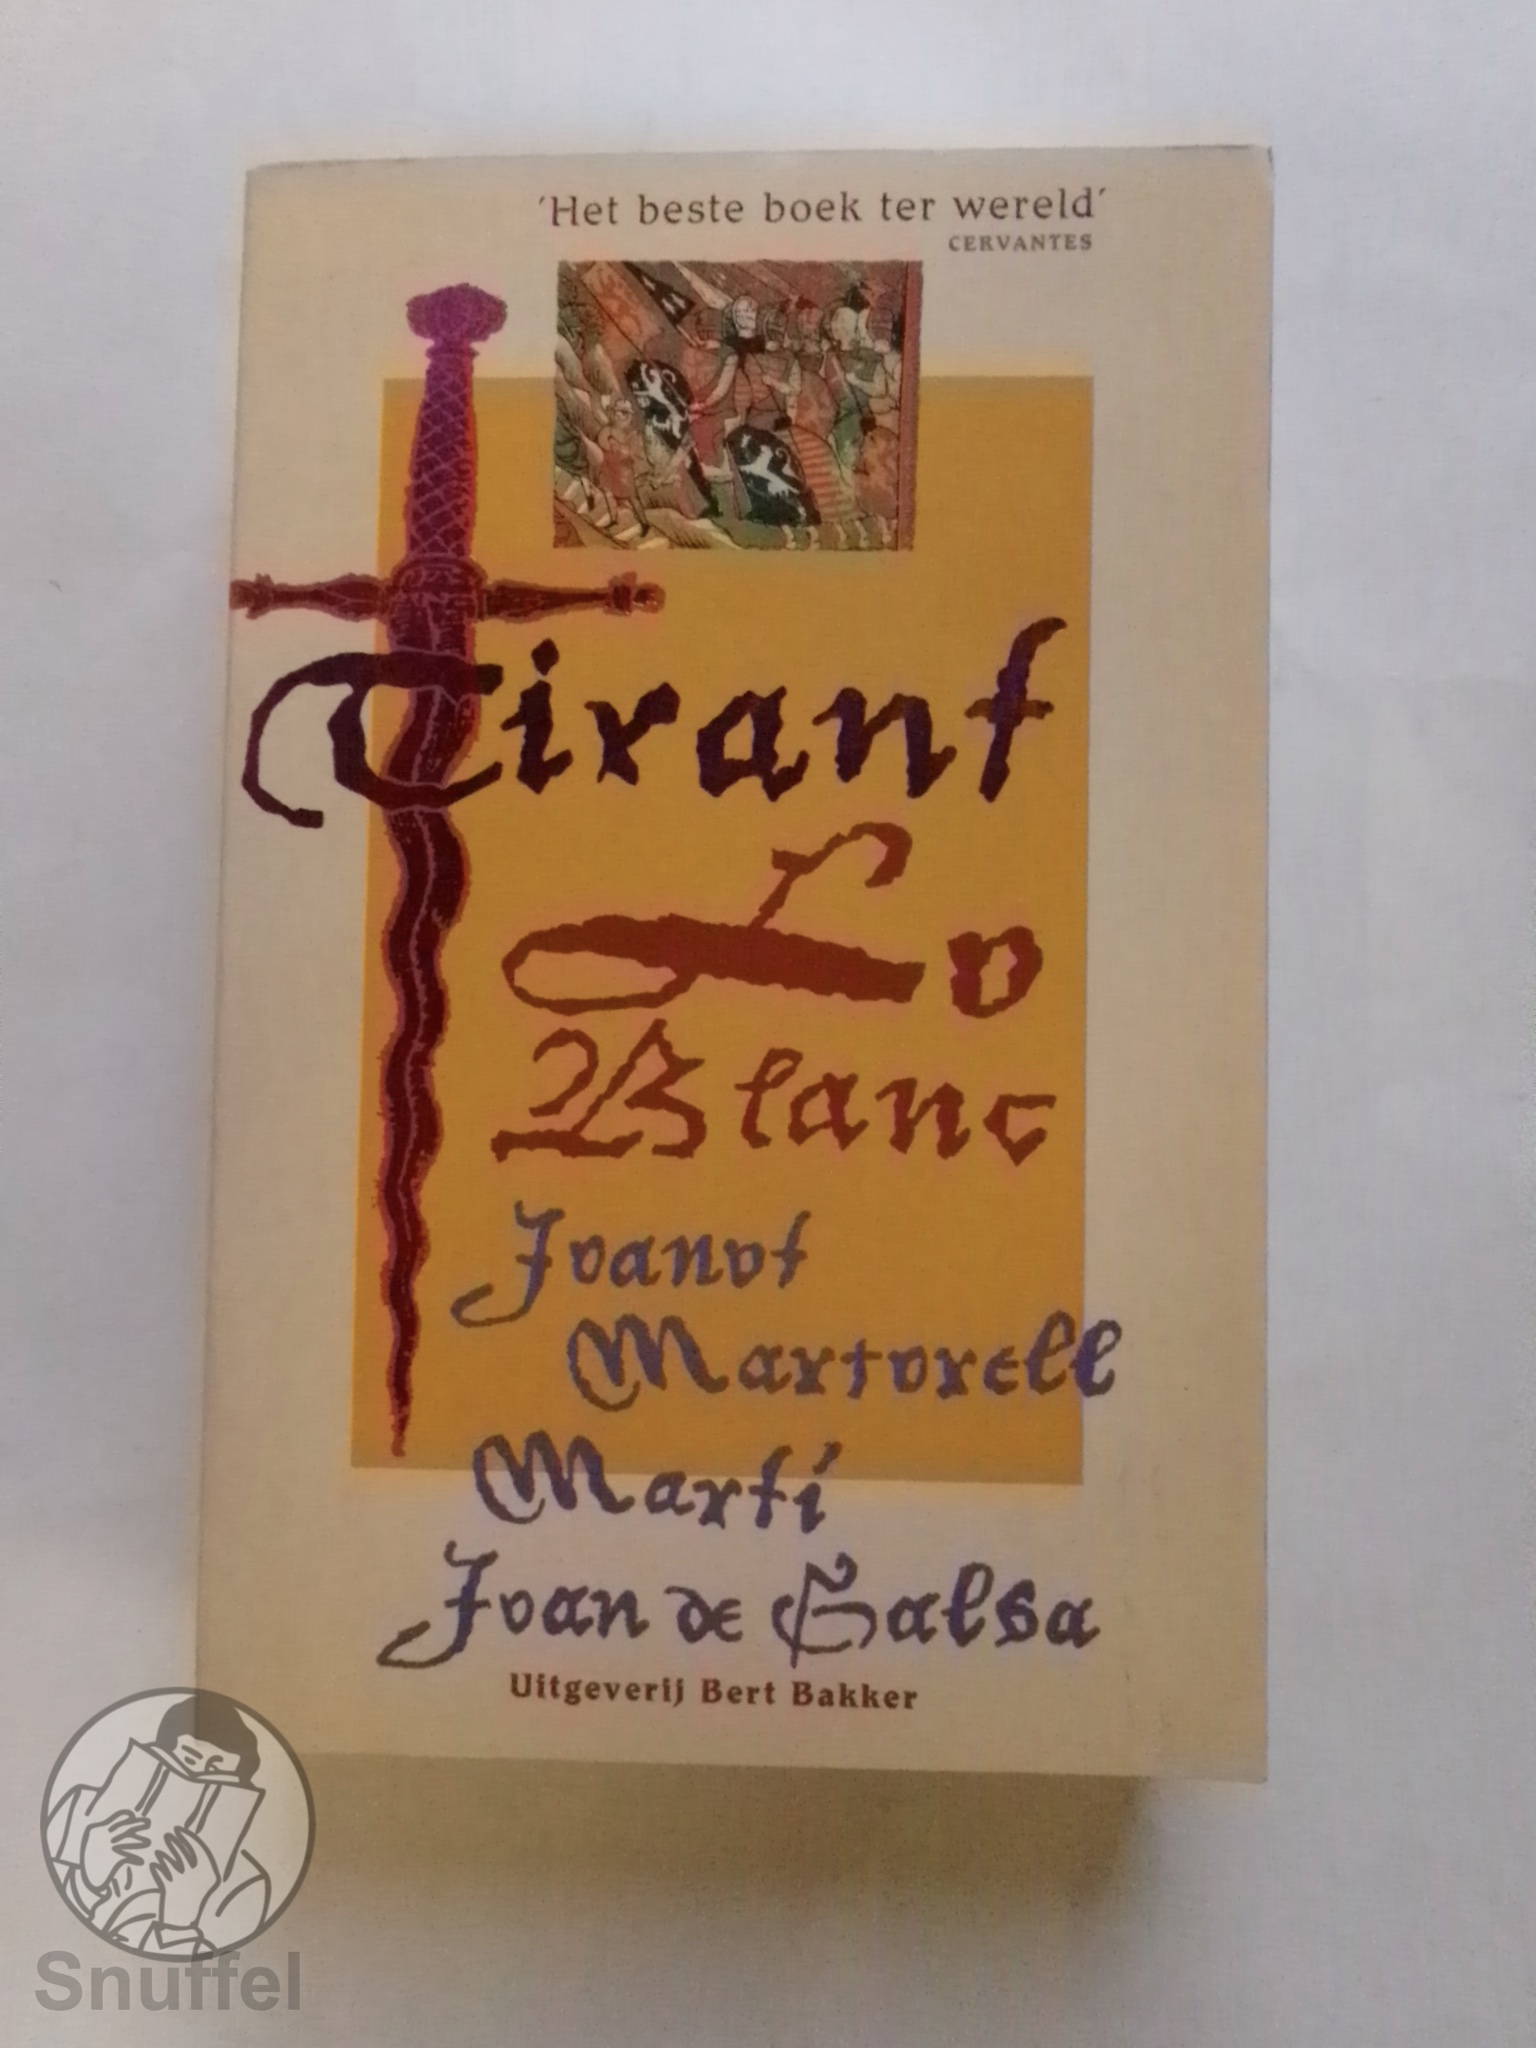 ´Het beste boek ter wereld´
CERVANTES
Tirant
Lo
Blanc
Joanot
Martorell
Martí
Joan de Galba
Uitgeverij Bert Bakker
Snuffel